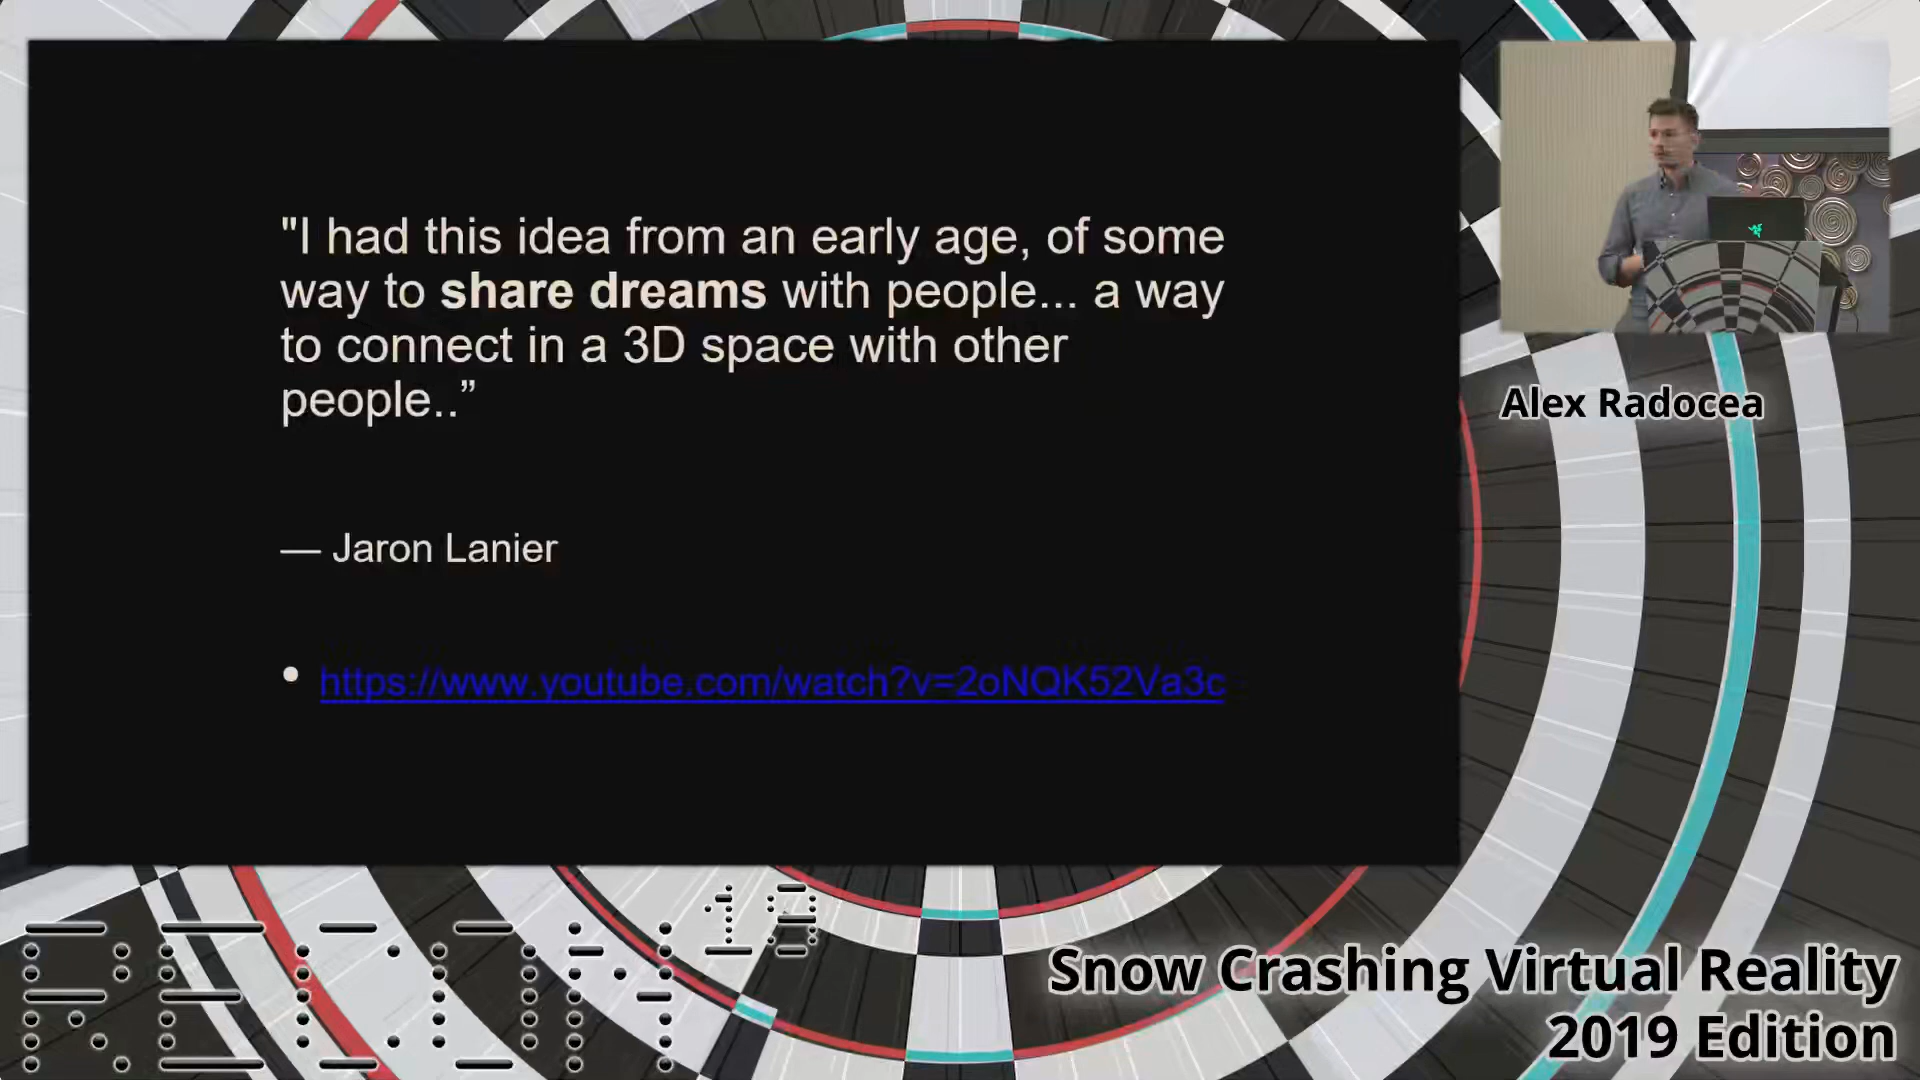 "I had this idea from an early age, of some
way to share dreams with people... a way
to connect in a 3D space with other
people..”
— Jaron Lanier
• https://www.youtube.com/watch?v=2oNQK52Va3c
Alex Radocea
RECON 19
Snow Crashing Virtual Reality
2019 Edition